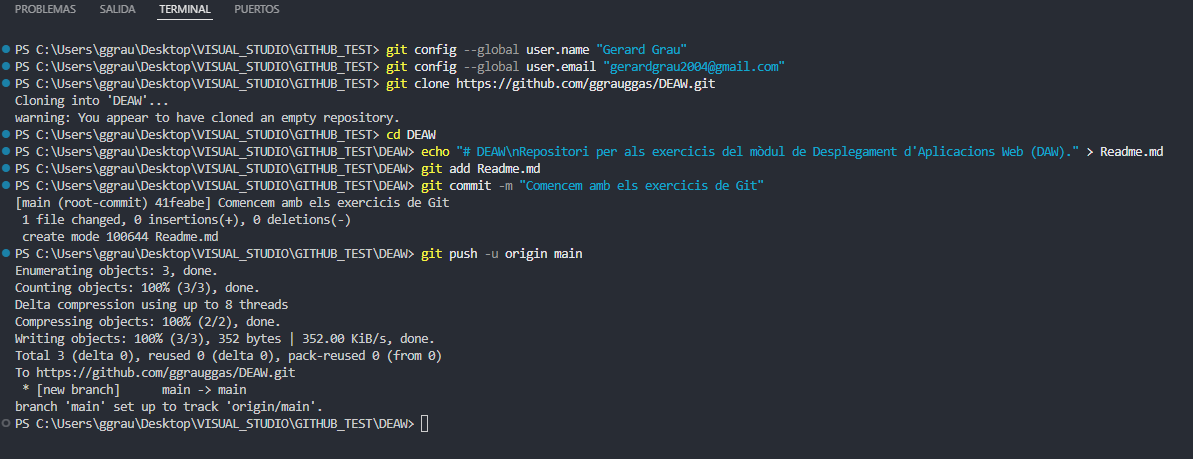 PROBLEMAS SALIDA TERMINAL PUERTOS
PS C:\Users\ggrau\Desktop\VISUAL_STUDIO\GITHUB_TEST> git config --global user.name "Gerard Grau"
PS C:\Users\ggrau\Desktop\VISUAL_STUDIO\GITHUB_TEST> git config --global user.email "gerardgrau2004@gmail.com"
PS C:\Users\ggrau\Desktop\VISUAL_STUDIO\GITHUB_TEST> git clone https://github.com/ggrauggas/DEAW.git
Cloning into 'DEAW'...
warning: You appear to have cloned an empty repository.
PS C:\Users\ggrau\Desktop\VISUAL_STUDIO\GITHUB_TEST> cd DEAW
PS C:\Users\ggrau\Desktop\VISUAL_STUDIO\GITHUB_TEST\DEAW> echo "# DEAW\nRepositori per als exercicis del mòdul de Desplegament d'Aplicacions Web (DAW)." > Readme.md
PS C:\Users\ggrau\Desktop\VISUAL_STUDIO\GITHUB_TEST\DEAW> git add Readme.md
PS C:\Users\ggrau\Desktop\VISUAL_STUDIO\GITHUB_TEST\DEAW> git commit -m "Comencem amb els exercicis de Git"
[main (root-commit) 41feabe] Comencem amb els exercicis de Git
1 file changed, 0 insertions(+), 0 deletions(-)
create mode 100644 Readme.md
PS C:\Users\ggrau\Desktop\VISUAL_STUDIO\GITHUB_TEST\DEAW> git push -u origin main
Enumerating objects: 3, done.
Counting objects: 100% (3/3), done.
Delta compression using up to 8 threads
Compressing objects: 100% (2/2), done.
Writing objects: 100% (3/3), 352 bytes | 352.00 KiB/s, done.
Total 3 (delta 0), reused 0 (delta 0), pack-reused 0 (from 0)
To https://github.com/ggrauggas/DEAW.git
* [new branch] main -> main
branch 'main' set up to track 'origin/main'.
PS C:\Users\ggrau\Desktop\VISUAL_STUDIO\GITHUB_TEST\DEAW>